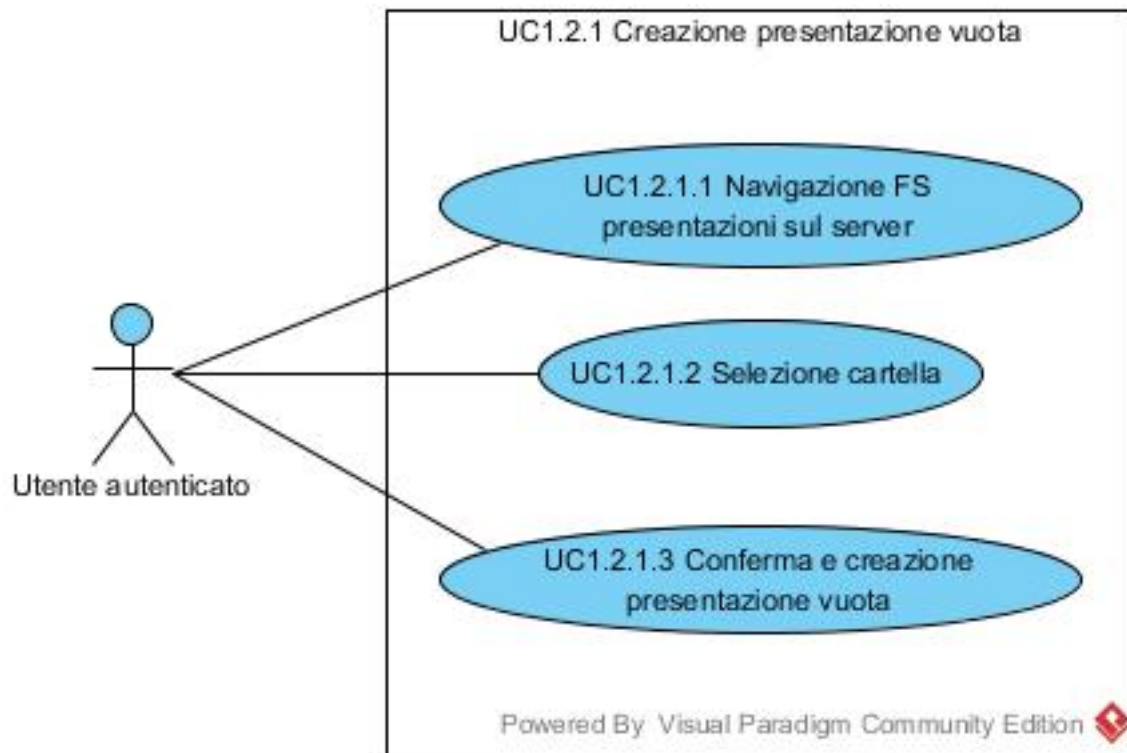 UC1.2.1 Creazione presentazione vuota
UC1.2.1.1 Navigazione FS
presentazioni sul server
UC1.2.1.2 Selezione cartella
Utente autenticato
UC1.2.1.3 Conferma e creazione
presentazione vuota
Powered By Visual Paradigm Community Edition